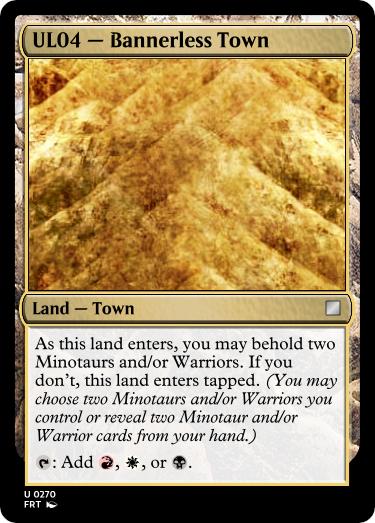 UL04 — Bannerless Town
Land — Town
As this land enters, you may behold two
Minotaurs and/or Warriors. If you
don't, this land enters tapped. (You may
choose two Minotaurs and/or Warriors you
control or reveal two Minotaur and/or
Warrior cards from your hand.)
: Add , , or .
U 0270
FRT